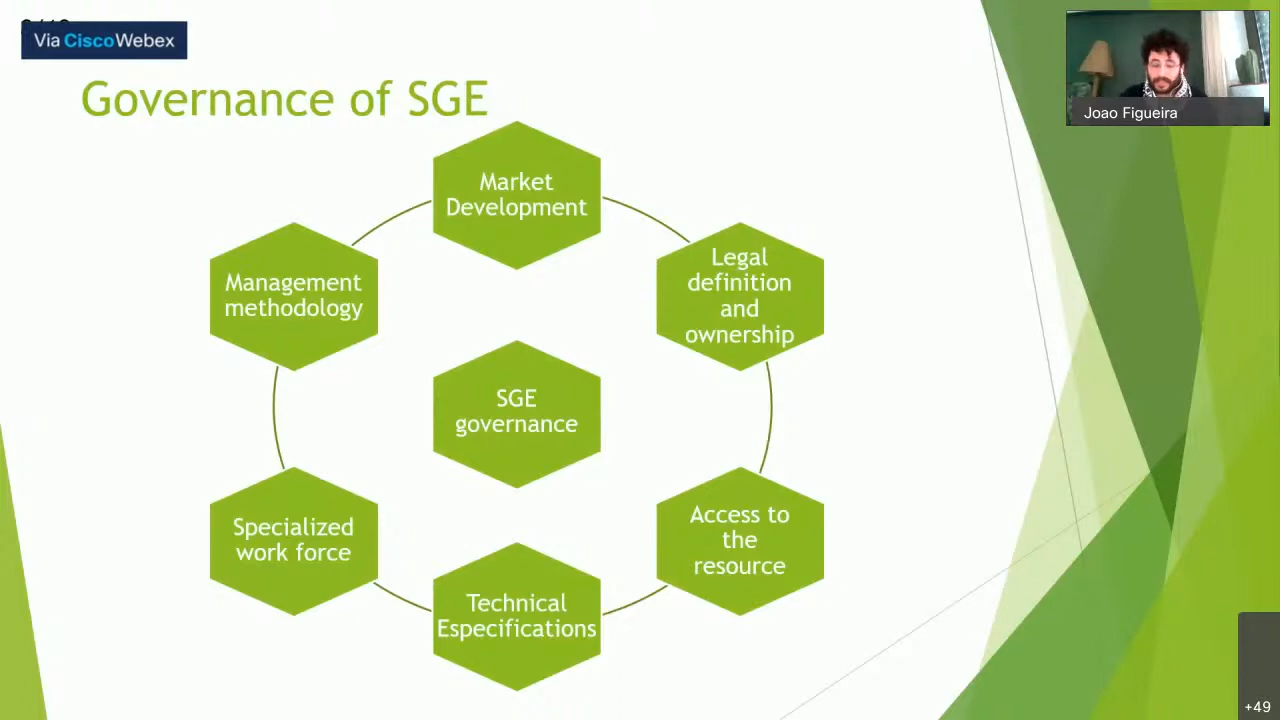 Via CiscoWebex
Joao Figueira
Governance of SGE
Market
Development
Legal
definition
and
ownership
Access to
the
resource
Technical
Especifications
Specialized
work force
Management
methodology
SGE
governance
+49